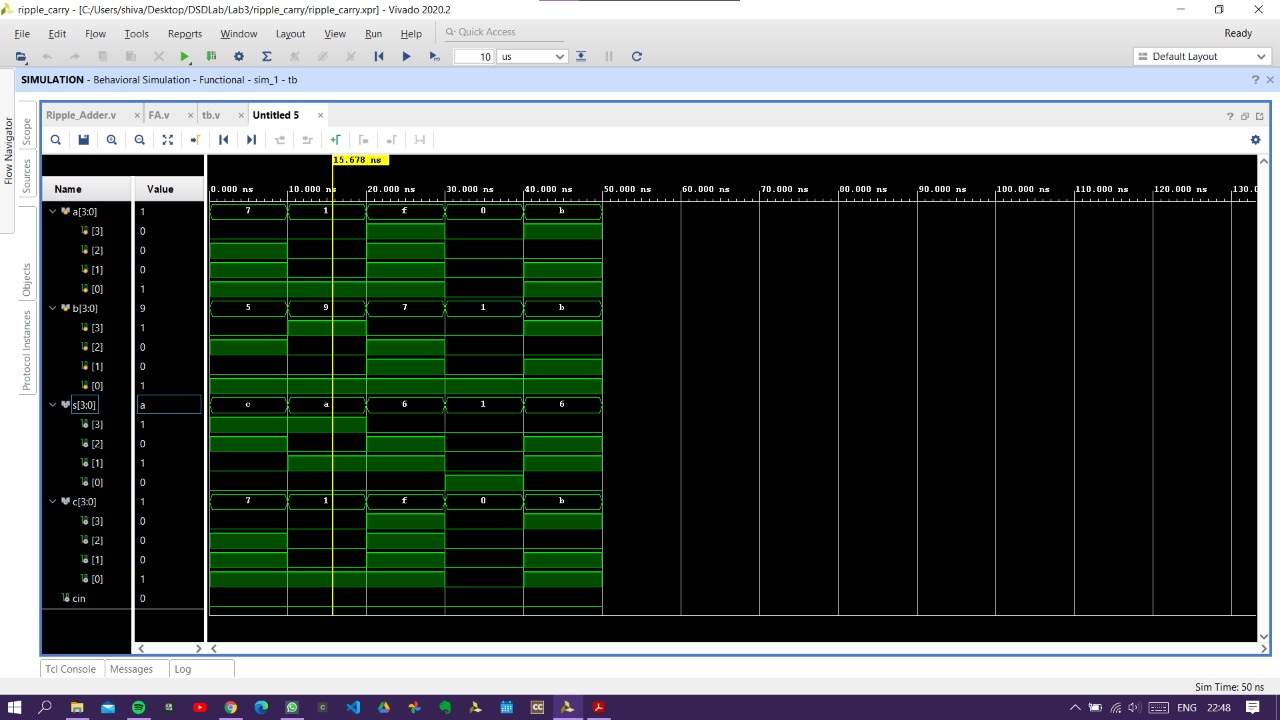 ripple_carry - [C:/Users/shiva/Desktop/DSDLab/Lab3/ripple_carry/ripple_carry.xpr] - Vivado 2020.2
File Edit Flow Tools Reports Window Layout View Run Help Quick Access Ready
10 us Default Layout
SIMULATION - Behavioral Simulation - Functional - sim_1 - tb
Flow Navigator
Scope
Sources
Objects
Protocol Instances
Ripple_Adder.v FA.v tb.v Untitled 5
15.678 ns
Name Value 0.000 ns 10.000 ns 20.000 ns 30.000 ns 40.000 ns 50.000 ns 60.000 ns 70.000 ns 80.000 ns 90.000 ns 100.000 ns 110.000 ns 120.000 ns 130.0
a[3:0] 1 7 1 f 0 b
[3] 0
[2] 0
[1] 0
[0] 1
b[3:0] 9 5 9 7 1 b
[3] 1
[2] 0
[1] 0
[0] 1
s[3:0] a c a 6 1 6
[3] 1
[2] 0
[1] 1
[0] 0
c[3:0] 1 7 1 f 0 b
[3] 0
[2] 0
[1] 0
[0] 1
cin 0
Tcl Console Messages Log
Sim Time: 50 ns
ENG 22:48